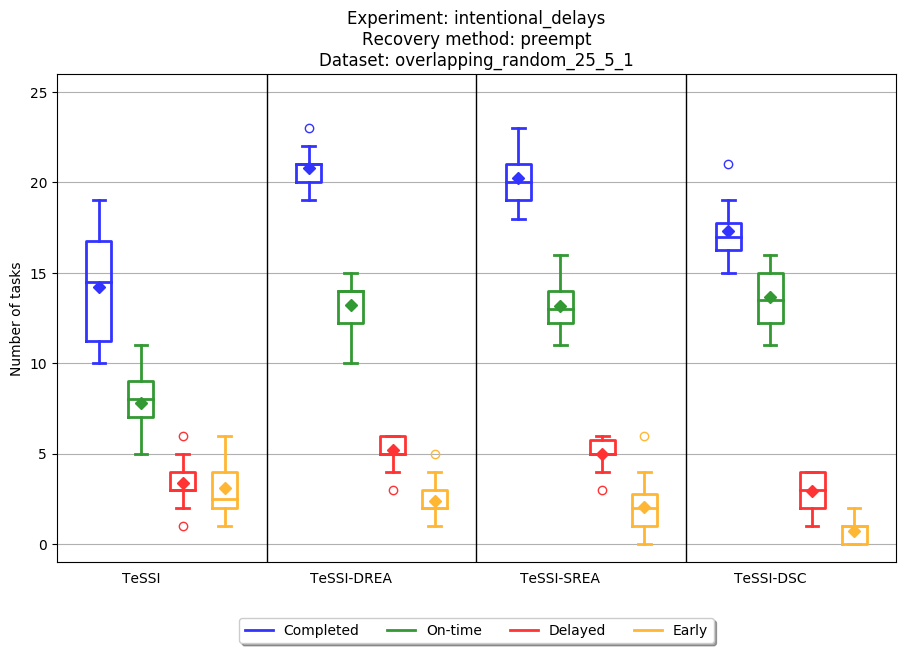 Experiment: intentional_delays
Recovery method: preempt
Dataset: overlapping_random_25_5_1
Number of tasks
25
20
15
10
5
0
TeSSI TeSSI-DREA TeSSI-SREA TeSSI-DSC
Completed On-time Delayed Early